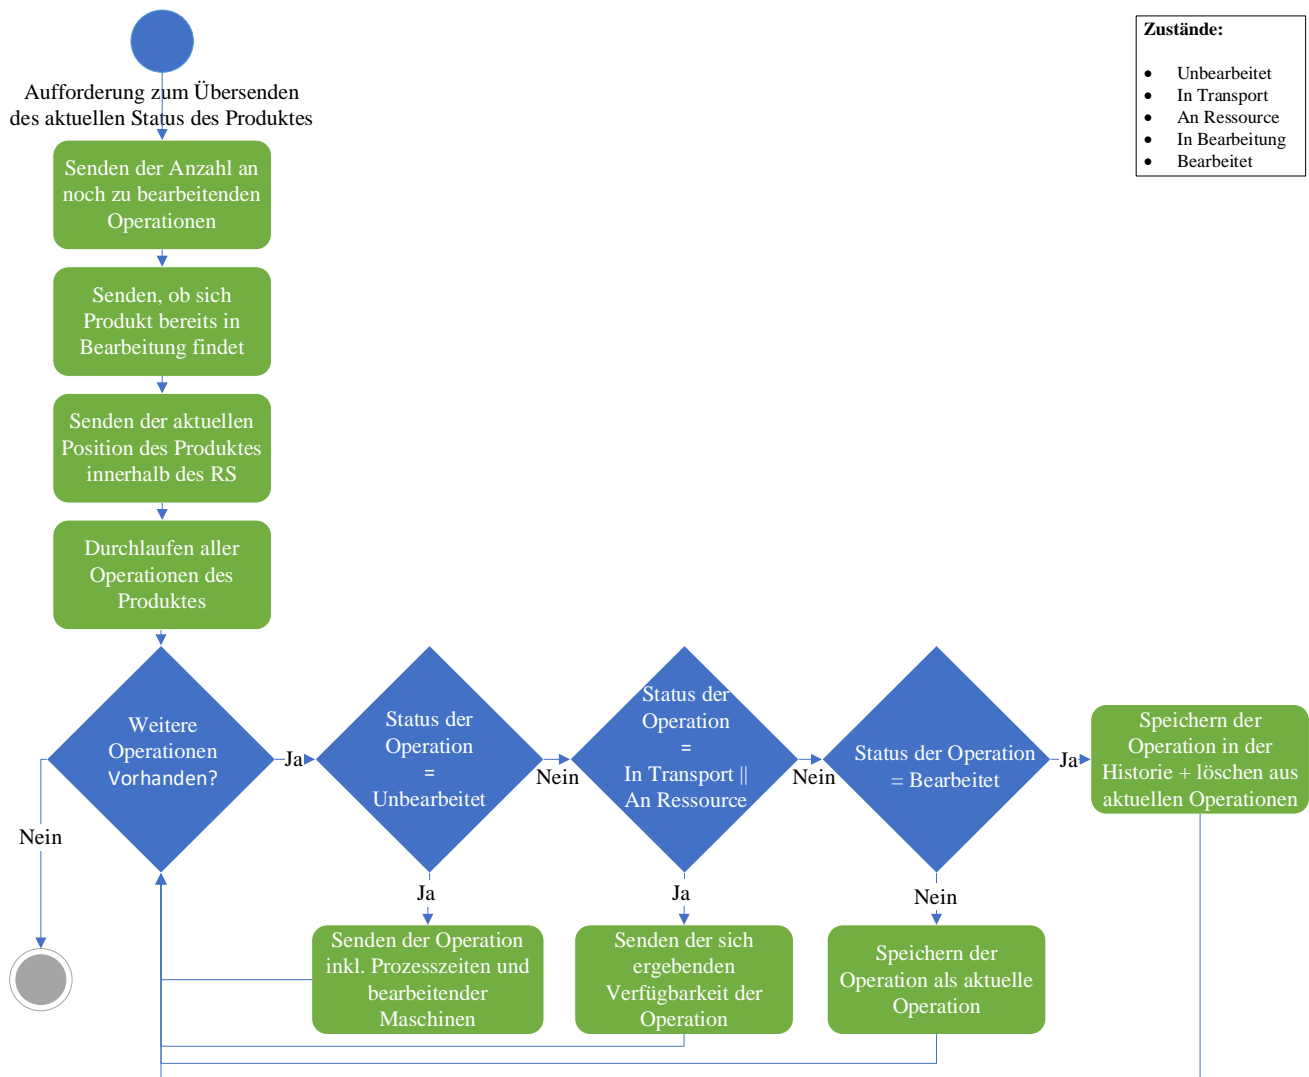 Zustände:
• Unbearbeitet
• In Transport
• An Ressource
• In Bearbeitung
• Bearbeitet
Aufforderung zum Übersenden
des aktuellen Status des Produktes
Senden der Anzahl an
noch zu bearbeitenden
Operationen
Senden, ob sich
Produkt bereits in
Bearbeitung findet
Senden der aktuellen
Position des Produktes
innerhalb des RS
Durchlaufen aller
Operationen des
Produktes
Weitere
Operationen
Vorhanden?
Nein
Ja
Status der
Operation
=
Unbearbeitet
Nein
Ja
Status der
Operation
=
In Transport ||
An Ressource
Nein
Ja
Status der Operation
= Bearbeitet
Ja
Nein
Speichern der
Operation in der
Historie + löschen aus
aktuellen Operationen
Senden der Operation
inkl. Prozesszeiten und
bearbeitender
Maschinen
Senden der sich
ergebenden
Verfügbarkeit der
Operation
Speichern der
Operation als aktuelle
Operation